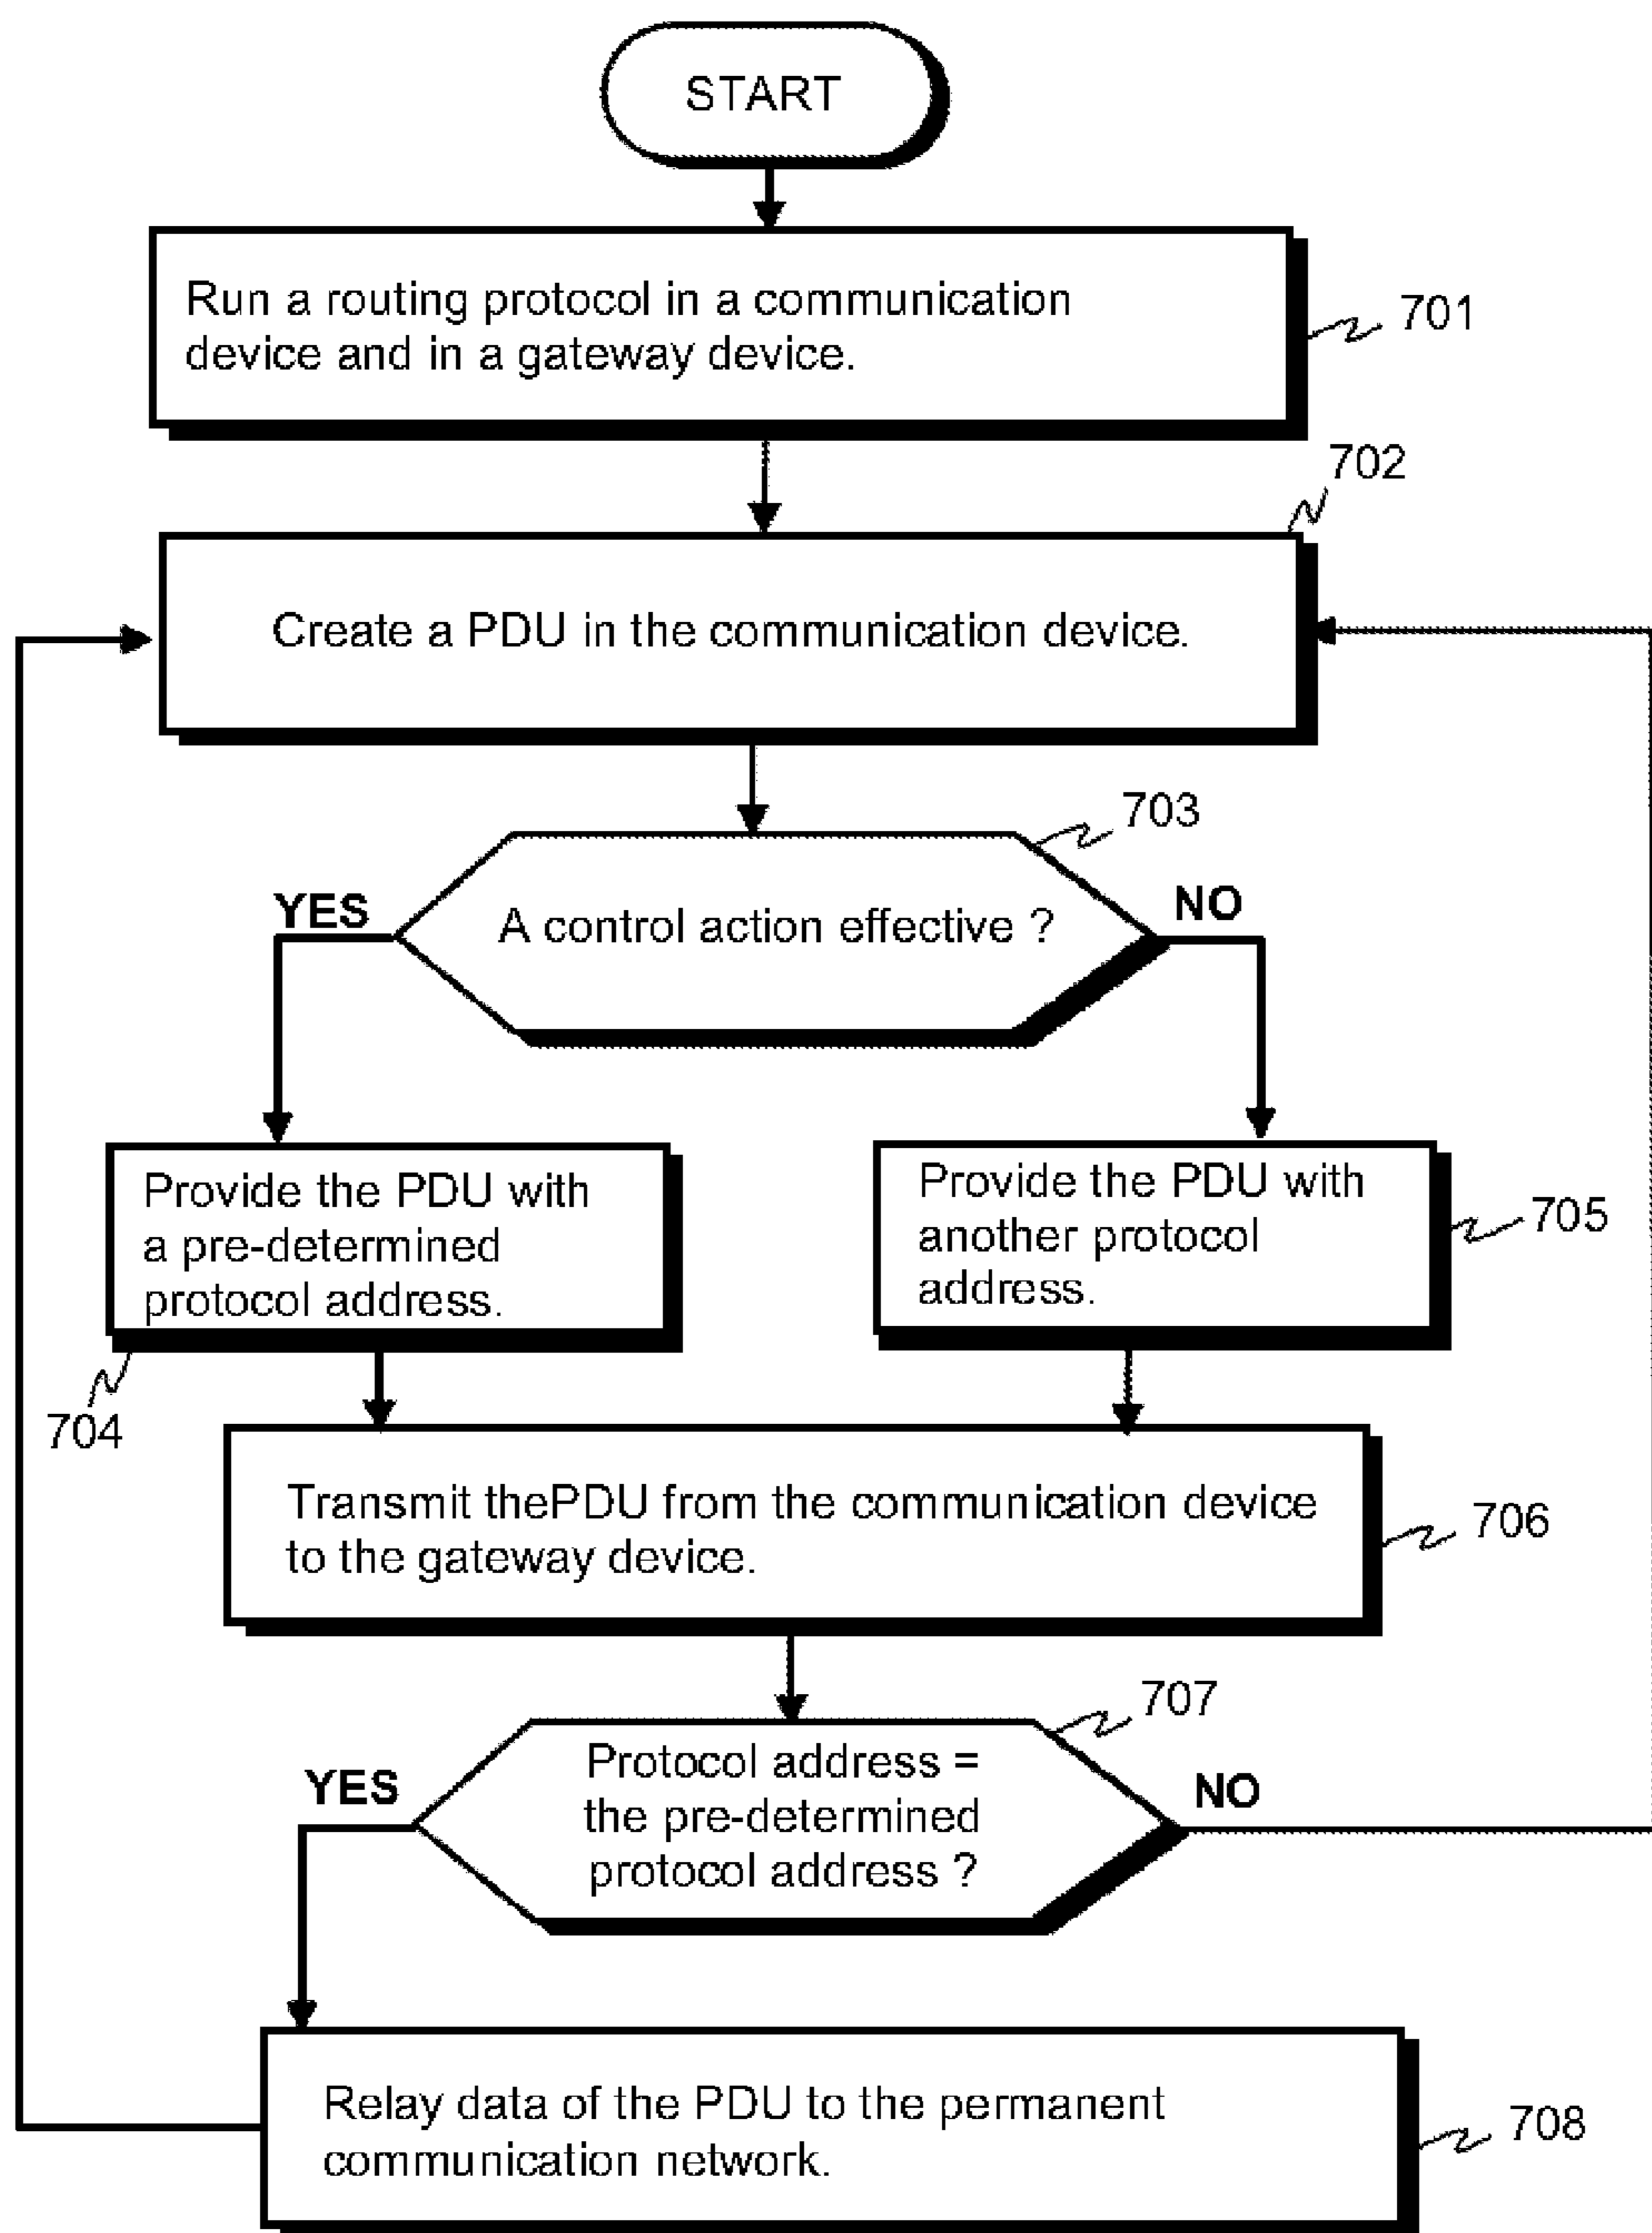 START
Run a routing protocol in a communication
device and in a gateway device.
701
702
Create a PDU in the communication device.
703
YES
A control action effective ?
NO
Provide the PDU with
a pre-determined
protocol address.
704
Provide the PDU with
another protocol
address.
705
Transmit thePDU from the communication device
to the gateway device.
706
707
YES
Protocol address =
the pre-determined
protocol address ?
NO
Relay data of the PDU to the permanent
communication network.
708